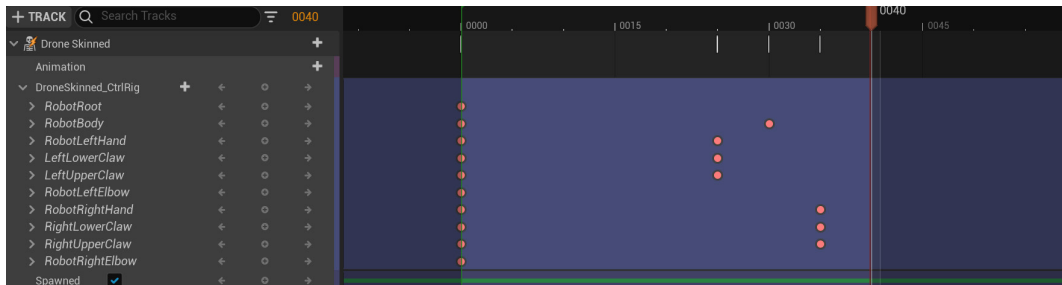 + TRACK Search Tracks 0040
0000 0015 0030 0040 0045
Drone Skinned
Animation
DroneSkinned_CtrlRig
RobotRoot
RobotBody
RobotLeftHand
LeftLowerClaw
LeftUpperClaw
RobotLeftElbow
RobotRightHand
RightLowerClaw
RightUpperClaw
RobotRightElbow
Spawned